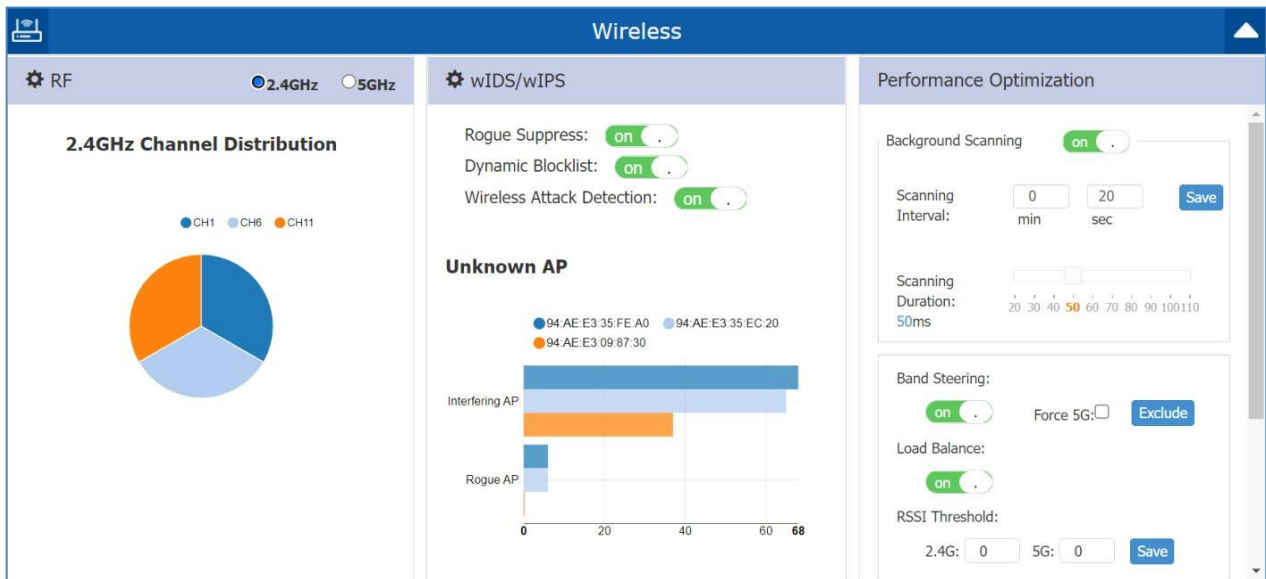 Wireless
RF
2.4GHz 5GHz
2.4GHz Channel Distribution
CH1 CH6 CH11
wIDS/wIPS
Rogue Suppress: on .
Dynamic Blocklist: on .
Wireless Attack Detection: on .
Unknown AP
94:AE:E3:35:FE:A0 94:AE:E3:35:EC:20
94:AE:E3:09:87:30
Interfering AP
Rogue AP
0 20 40 60 68
Performance Optimization
Background Scanning on .
Scanning 0 20 Save
Interval: min sec
Scanning
Duration: 20 30 40 50 60 70 80 90 100 110
50ms
Band Steering:
on . Force 5G: Exclude
Load Balance:
on .
RSSI Threshold:
2.4G: 0 5G: 0 Save